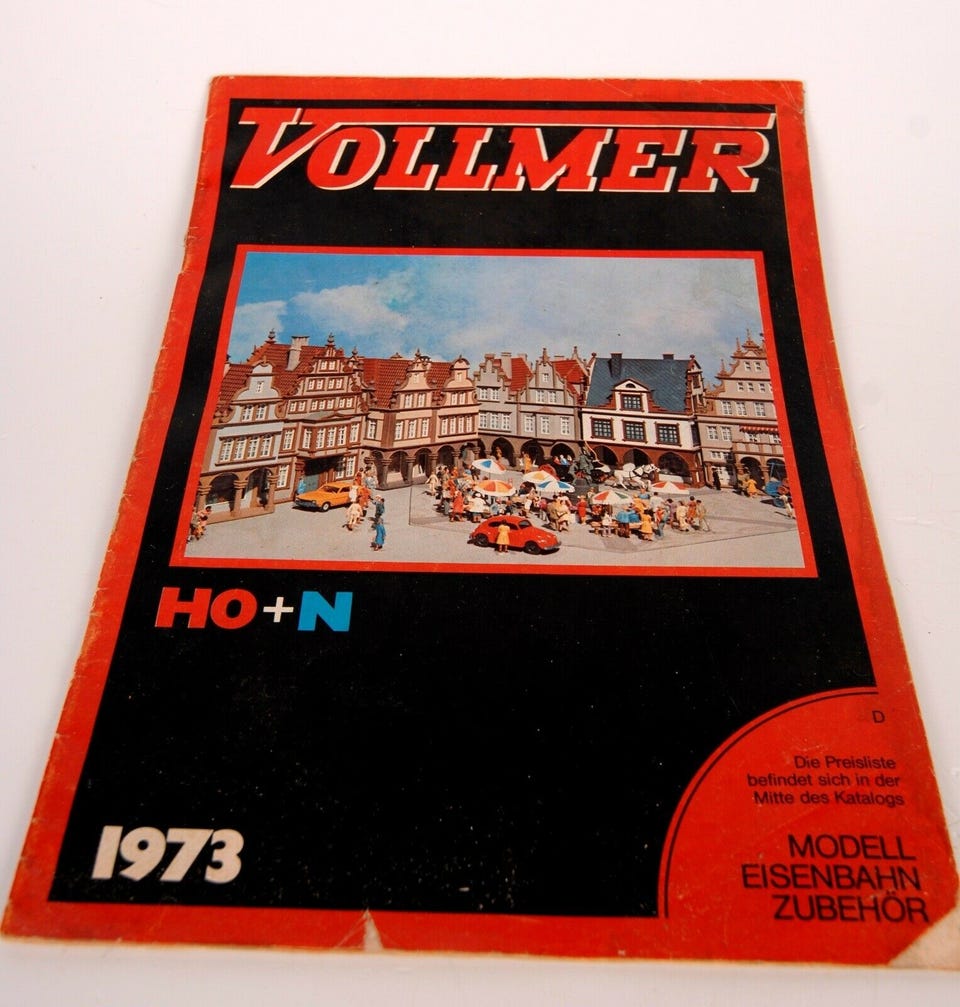 VOLLMER
HO+N
D
Die Preisliste
befindet sich in der
Mitte des Katalogs
1973
MODELL
EISENBAHN
ZUBEHÖR